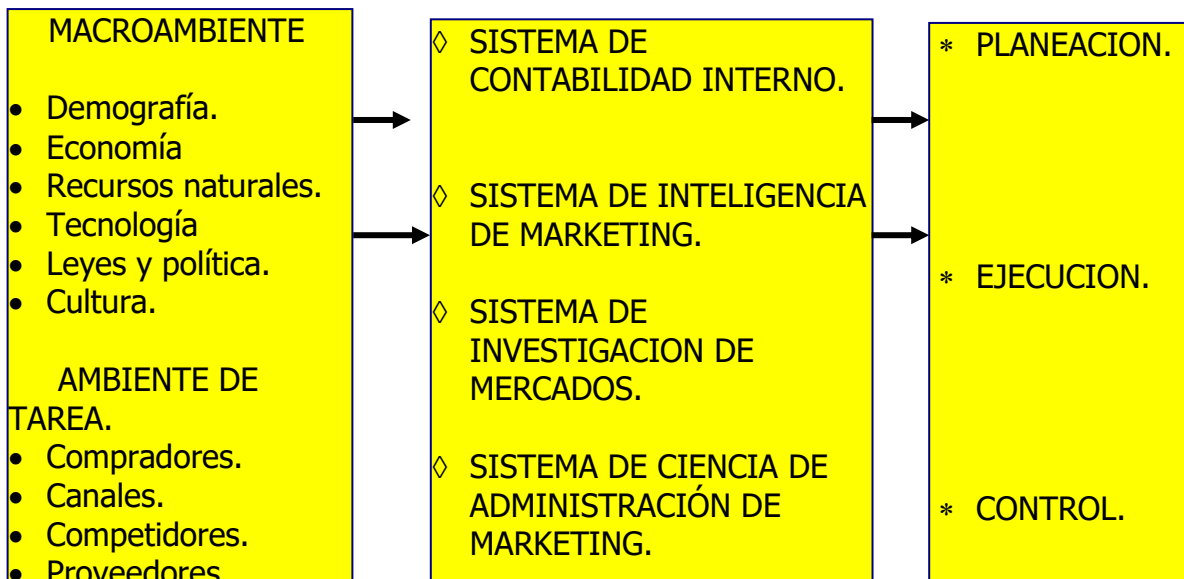 MACROAMBIENTE
• Demografía.
• Economía
• Recursos naturales.
• Tecnología
• Leyes y política.
• Cultura.
AMBIENTE DE
TAREA.
• Compradores.
• Canales.
• Competidores.
• Proveedores
◊ SISTEMA DE
CONTABILIDAD INTERNO.
◊ SISTEMA DE INTELIGENCIA
DE MARKETING.
◊ SISTEMA DE
INVESTIGACION DE
MERCADOS.
◊ SISTEMA DE CIENCIA DE
ADMINISTRACIÓN DE
MARKETING.
* PLANEACION.
* EJECUCION.
* CONTROL.